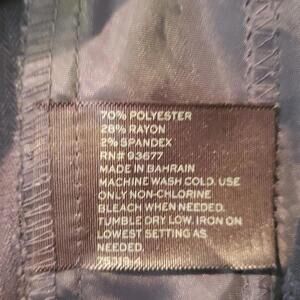 70% POLYESTER
28% RAYON
2% SPANDEX
RN# 93677
MADE IN BAHRAIN
MACHINE WASH COLD. USE
ONLY NON-CHLORINE
BLEACH WHEN NEEDED.
TUMBLE DRY LOW. IRON ON
LOWEST SETTING AS
NEEDED.